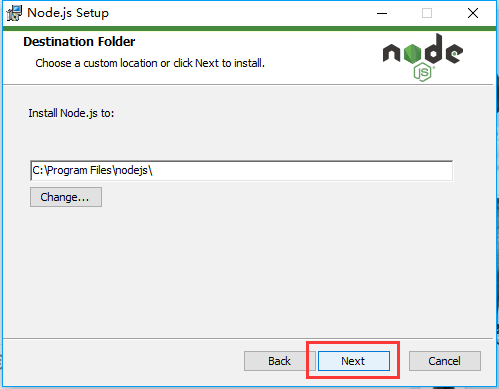 Node.js Setup
Destination Folder
Choose a custom location or click Next to install.
node
JS
Install Node.js to:
C:\Program Files\nodejs\
Change...
Back
Next
Cancel